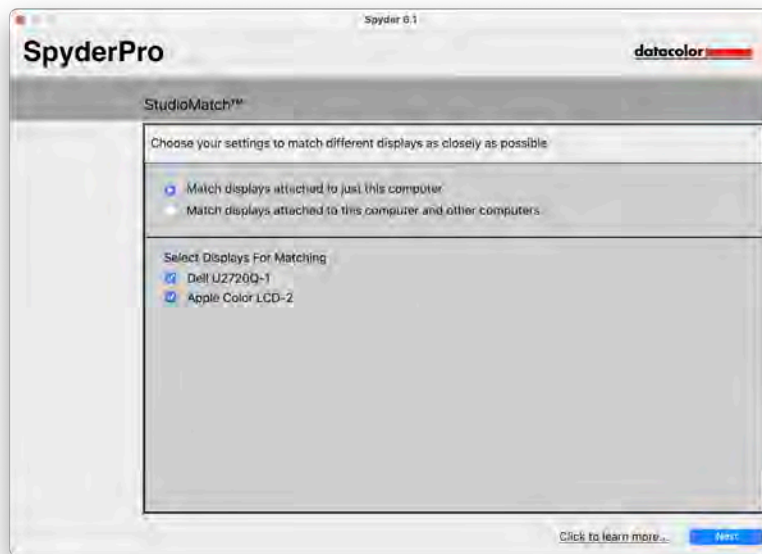 Spyder 6.1
SpyderPro
datacolor
StudioMatch™
Choose your settings to match different displays as closely as possible
Match displays attached to just this computer
Match displays attached to this computer and other computers
Select Displays For Matching
Dell U2720Q-1
Apple Color LCD-2
Click to learn more...
Next